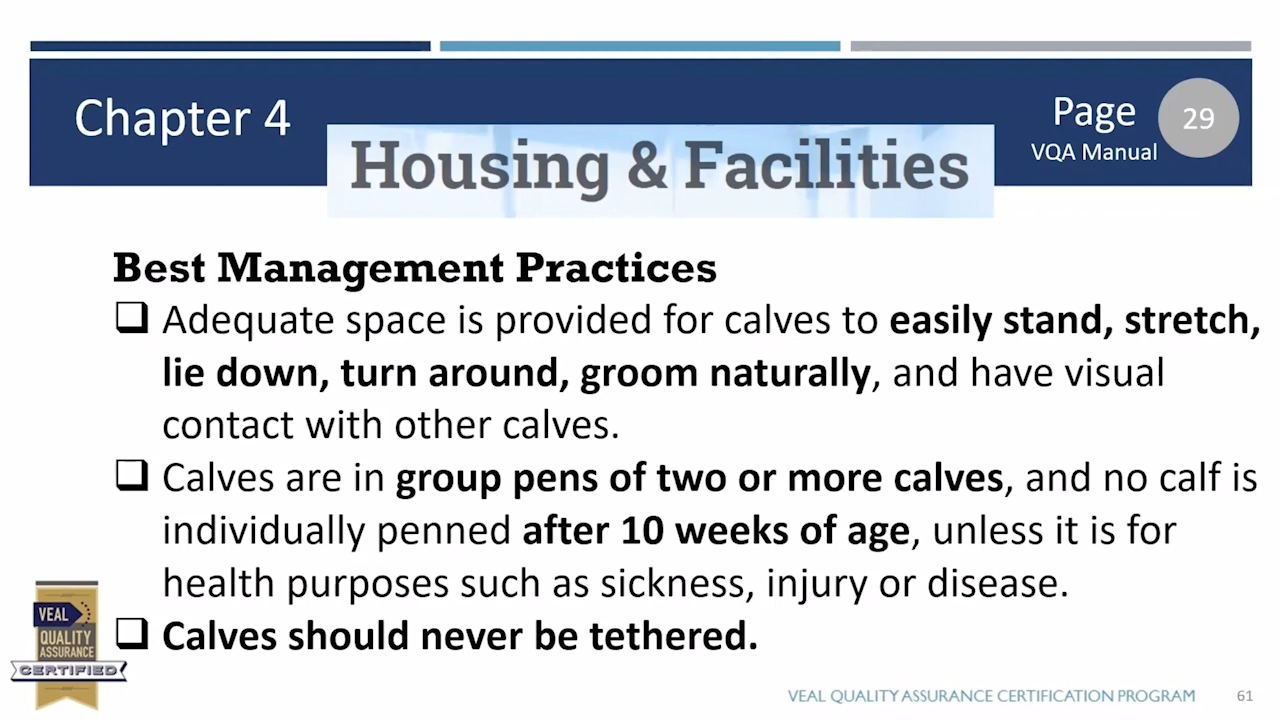 Chapter 4
Page
VQA Manual
29
Housing & Facilities
Best Management Practices
❑ Adequate space is provided for calves to easily stand, stretch,
lie down, turn around, groom naturally, and have visual
contact with other calves.
❑ Calves are in group pens of two or more calves, and no calf is
individually penned after 10 weeks of age, unless it is for
health purposes such as sickness, injury or disease.
❑ Calves should never be tethered.
VEAL
QUALITY
ASSURANCE
CERTIFIED
VEAL QUALITY ASSURANCE CERTIFICATION PROGRAM
61